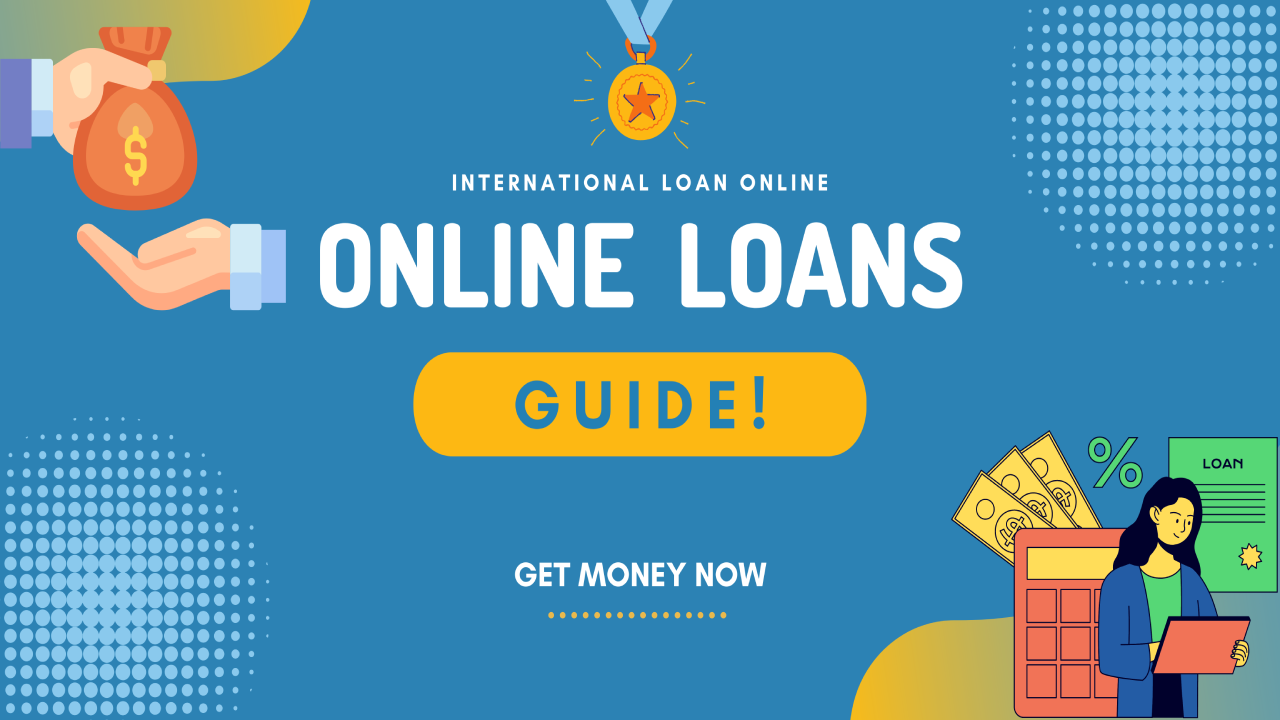 INTERNATIONAL LOAN ONLINE
ONLINE LOANS
GUIDE!
GET MONEY NOW
$
%
LOAN
$